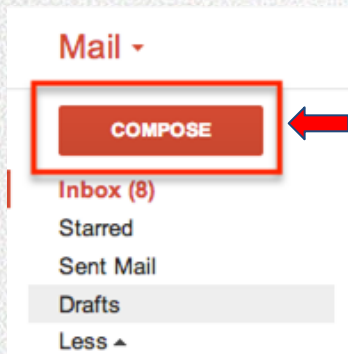 Mail
COMPOSE
Inbox (8)
Starred
Sent Mail
Drafts
Less